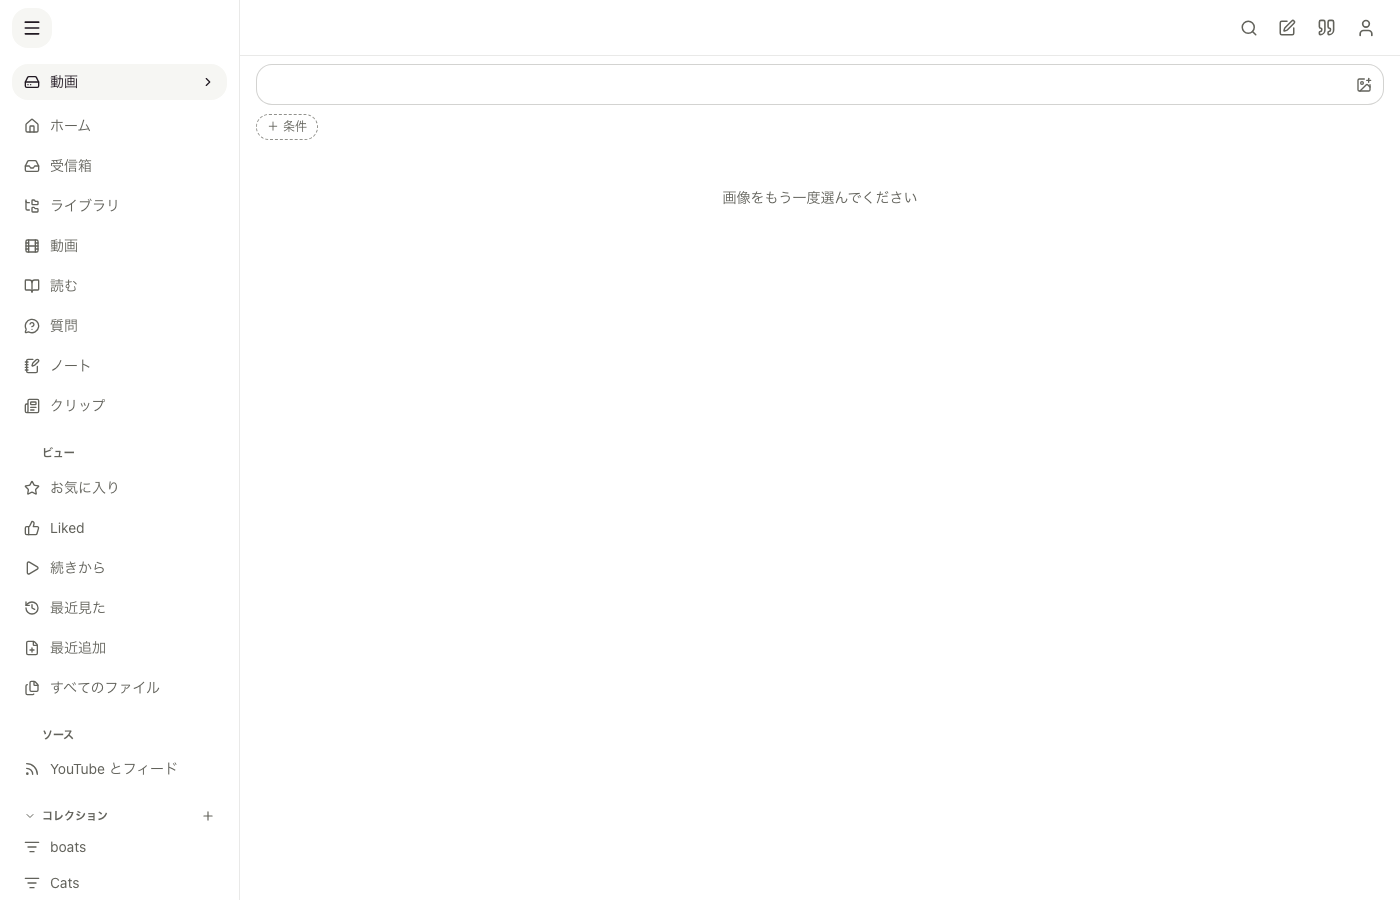 動画
ホーム
受信箱
ライブラリ
動画
読む
質問
ノート
クリップ
ビュー
お気に入り
Liked
続きから
最近見た
最近追加
すべてのファイル
ソース
YouTube とフィード
コレクション
boats
Cats
+ 条件
画像をもう一度選んでください